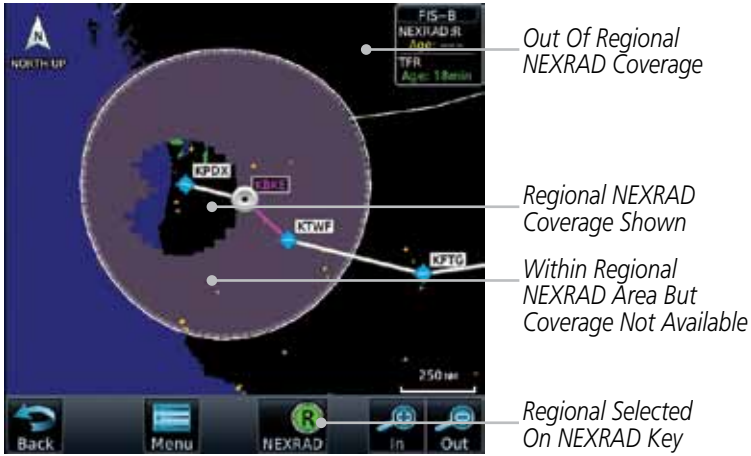 FIS-B
NEXRAD:R
Age: ---
TFR
Age: 18min
N
NORTH UP
Out Of Regional
NEXRAD Coverage
KPDX
KBKE
KTWF
KFTG
Regional NEXRAD
Coverage Shown
Within Regional
NEXRAD Area But
Coverage Not Available
250 NM
Back
Menu
R
NEXRAD
In
Out
Regional Selected
On NEXRAD Key